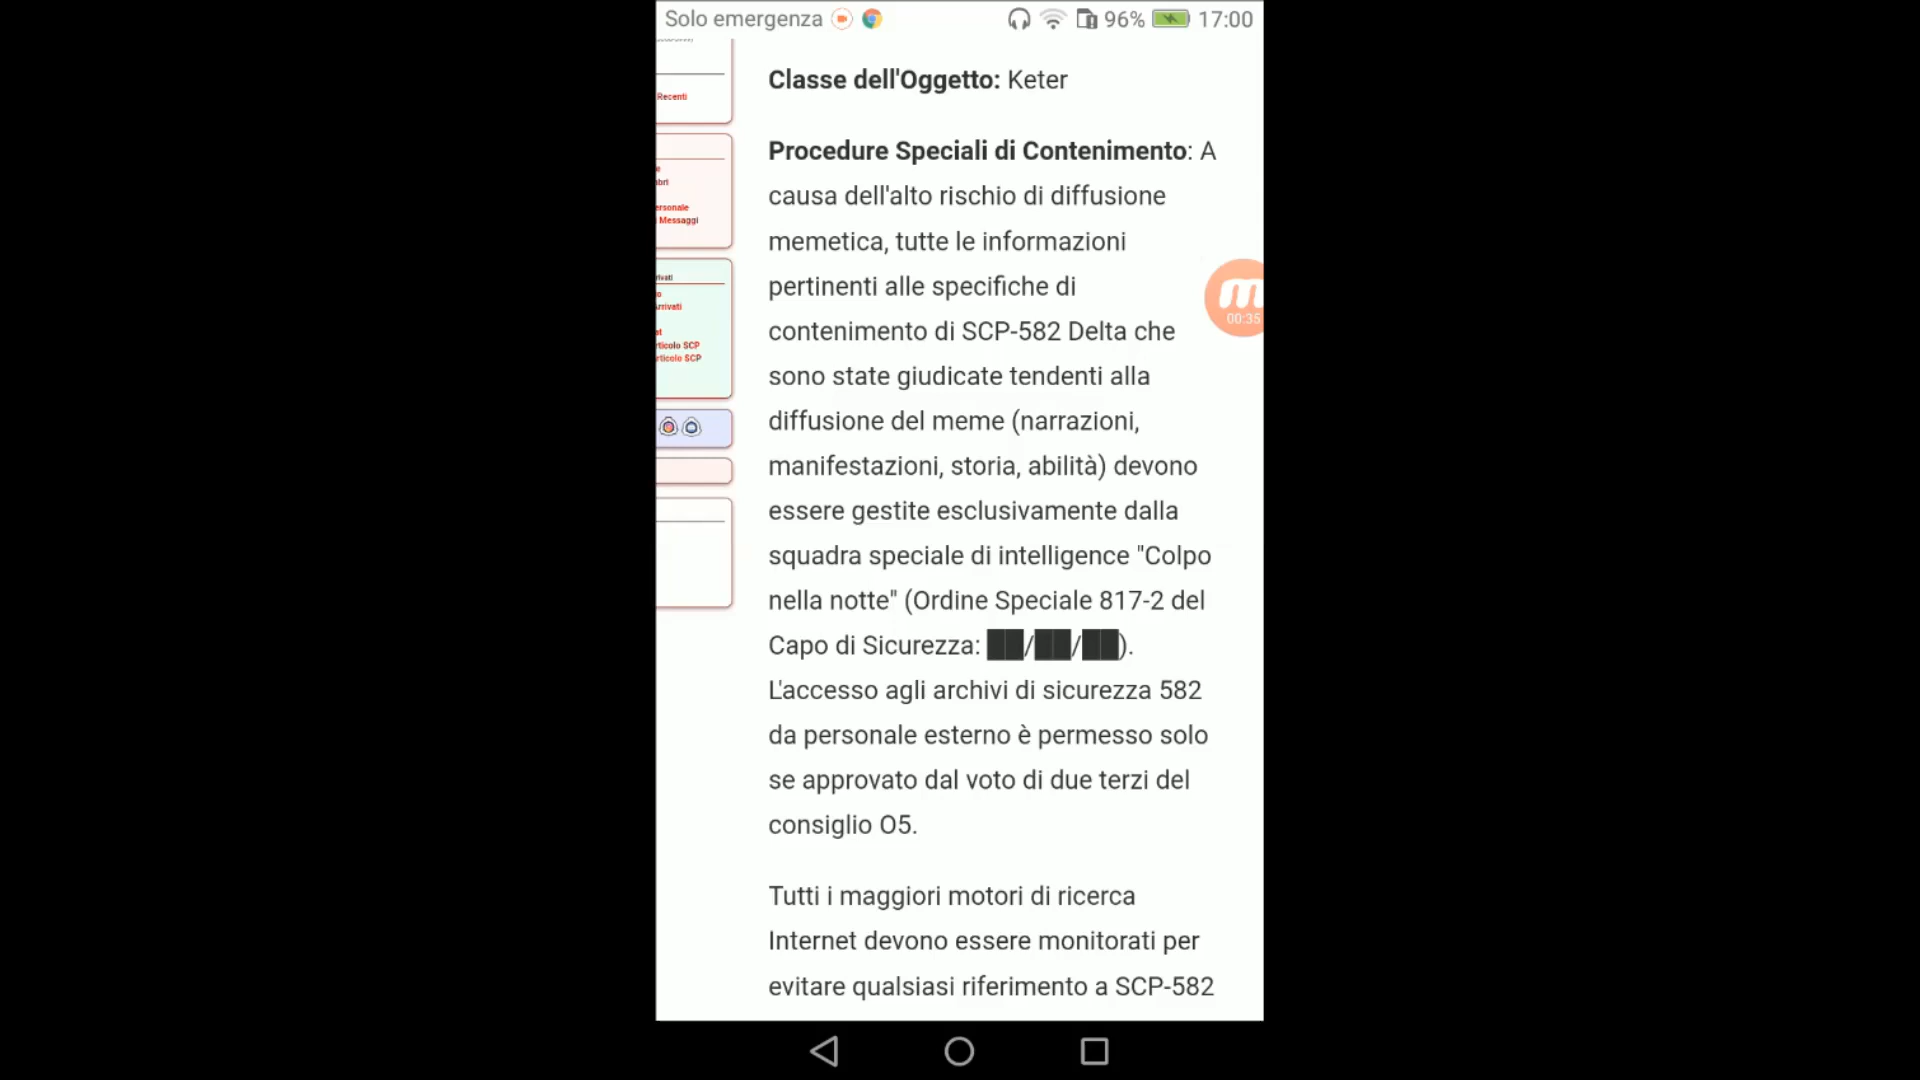 Solo emergenza 96% 17:00
Classe dell'Oggetto: Keter
Recenti
Procedure Speciali di Contenimento: A
causa dell'alto rischio di diffusione
memetica, tutte le informazioni
pertinenti alle specifiche di
contenimento di SCP-582 Delta che
sono state giudicate tendenti alla
diffusione del meme (narrazioni,
manifestazioni, storia, abilità) devono
essere gestite esclusivamente dalla
squadra speciale di intelligence "Colpo
nella notte" (Ordine Speciale 817-2 del
Capo di Sicurezza: ██/██/██).
L'accesso agli archivi di sicurezza 582
da personale esterno è permesso solo
se approvato dal voto di due terzi del
consiglio O5.
Tutti i maggiori motori di ricerca
Internet devono essere monitorati per
evitare qualsiasi riferimento a SCP-582
Messaggi
SCP
SCP
00:35